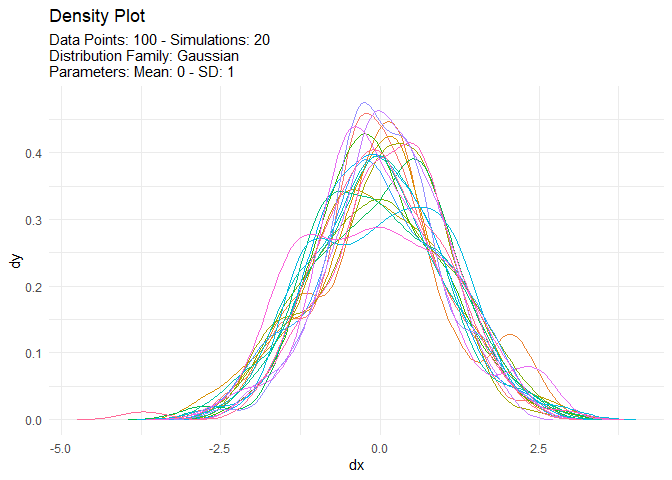 Density Plot
Data Points: 100 - Simulations: 20
Distribution Family: Gaussian
Parameters: Mean: 0 - SD: 1
0.4
0.3
0.2
0.1
0.0
dy
-5.0
-2.5
0.0
2.5
dx